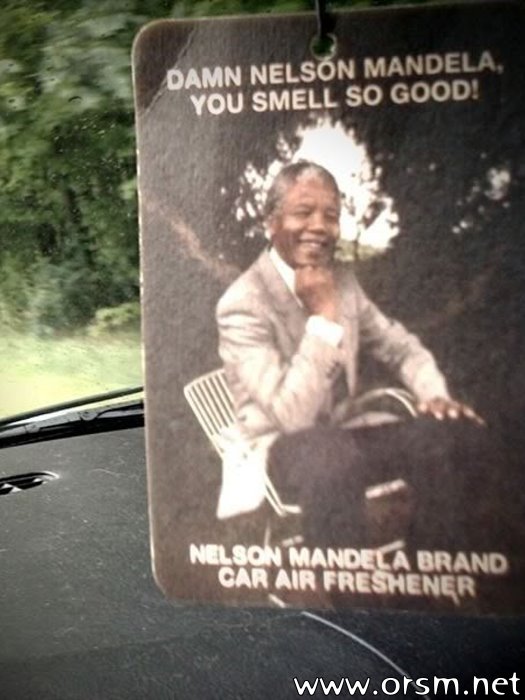 DAMN NELSON MANDELA,
YOU SMELL SO GOOD!
NELSON MANDELA BRAND
CAR AIR FRESHENER
www.orsm.net